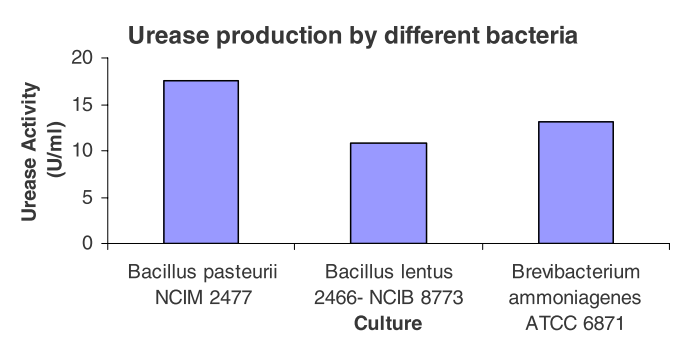 Urease production by different bacteria
Urease Activity
(U/ml)
20
15
10
5
0
Bacillus pasteurii
NCIM 2477
Bacillus lentus
2466- NCIB 8773
Brevibacterium
ammoniagenes
ATCC 6871
Culture